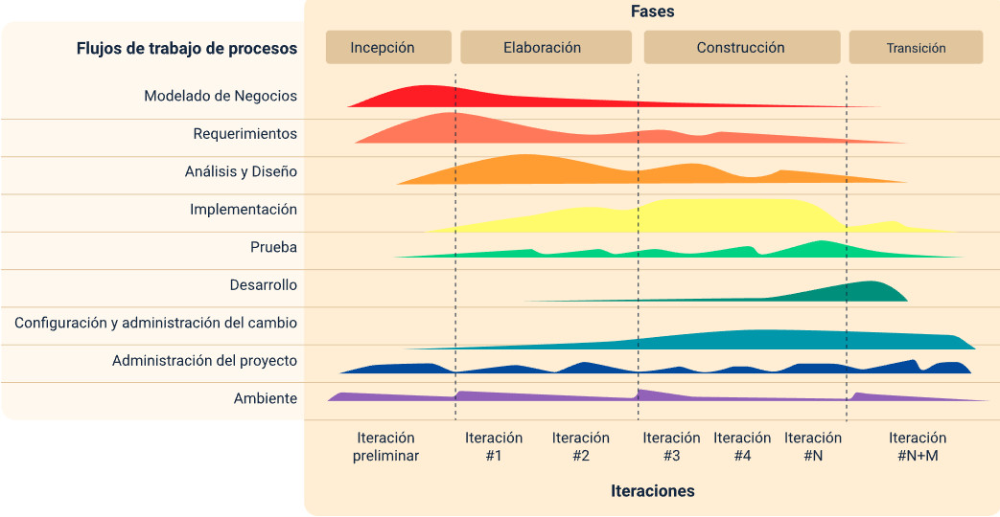 Fases
Flujos de trabajo de procesos
Incepción
Elaboración
Construcción
Transición
Modelado de Negocios
Requerimientos
Análisis y Diseño
Implementación
Prueba
Desarrollo
Configuración y administración del cambio
Administración del proyecto
Ambiente
Iteración
preliminar
Iteración
#1
Iteración
#2
Iteración
#3
Iteración
#4
Iteración
#N
Iteración
#N+M
Iteraciones